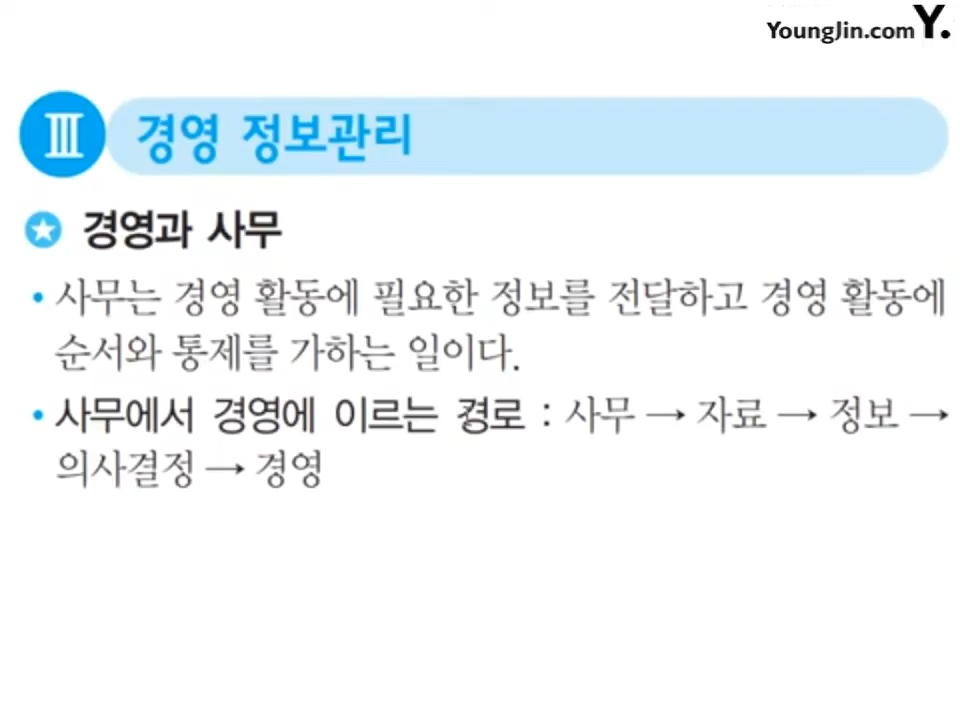 YoungJin.com Y.
Ⅲ 경영 정보관리
경영과 사무
• 사무는 경영 활동에 필요한 정보를 전달하고 경영 활동에
순서와 통제를 가하는 일이다.
• 사무에서 경영에 이르는 경로 : 사무 → 자료 → 정보 →
의사결정 → 경영